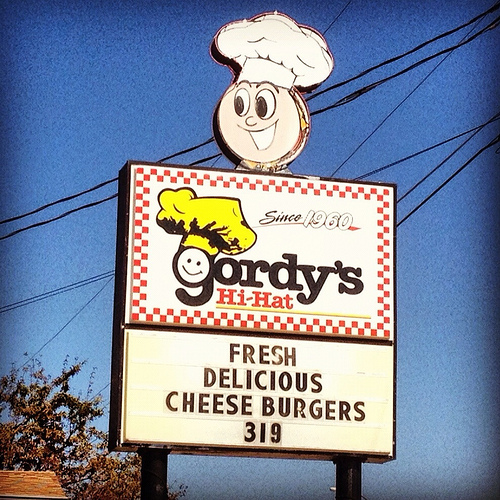 Since 1960
gordy's
Hi-Hat
FRESH
DELICIOUS
CHEESE BURGERS
319